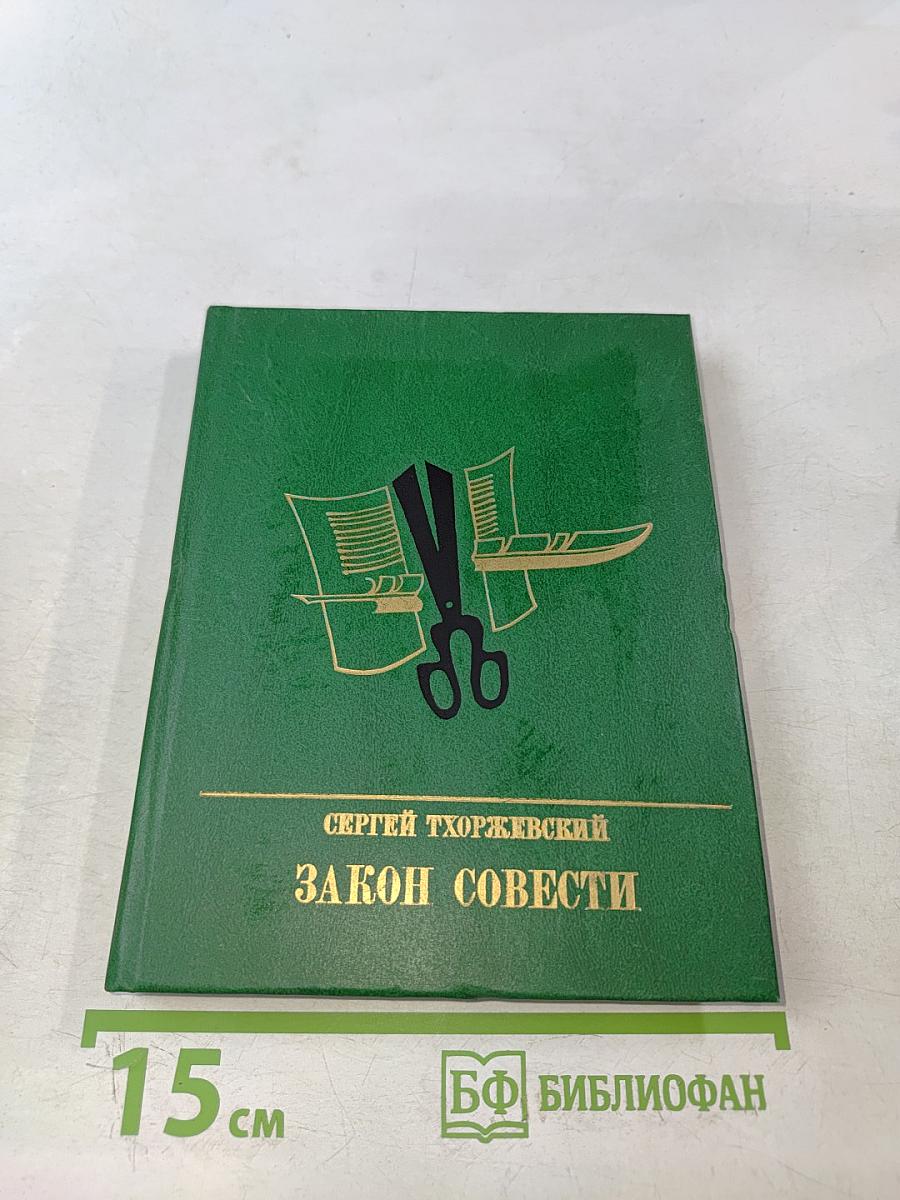 СЕРГЕЙ ТХОРЖЕВСКИЙ
ЗАКОН СОВЕСТИ
15 см
БФ БИБЛИОФАН